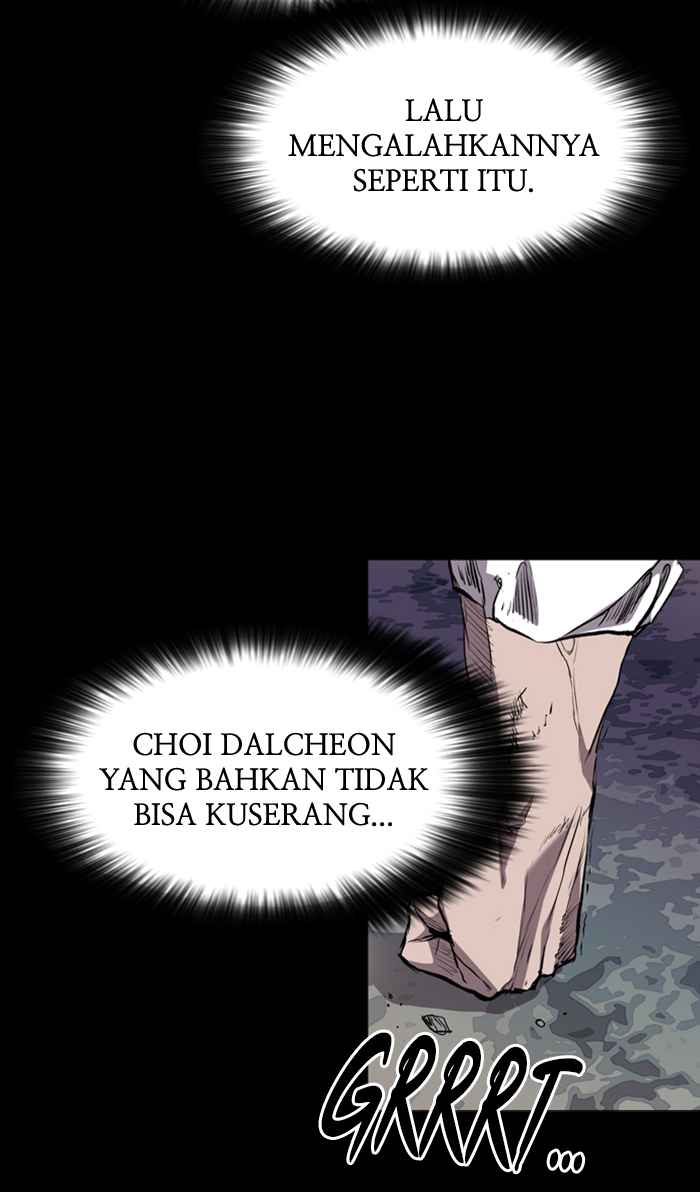 LALU
MENGALAHKANNYA
SEPERTI ITU.
CHOI DALCHEON
YANG BAHKAN TIDAK
BISA KUSERANG...
GRRRT...